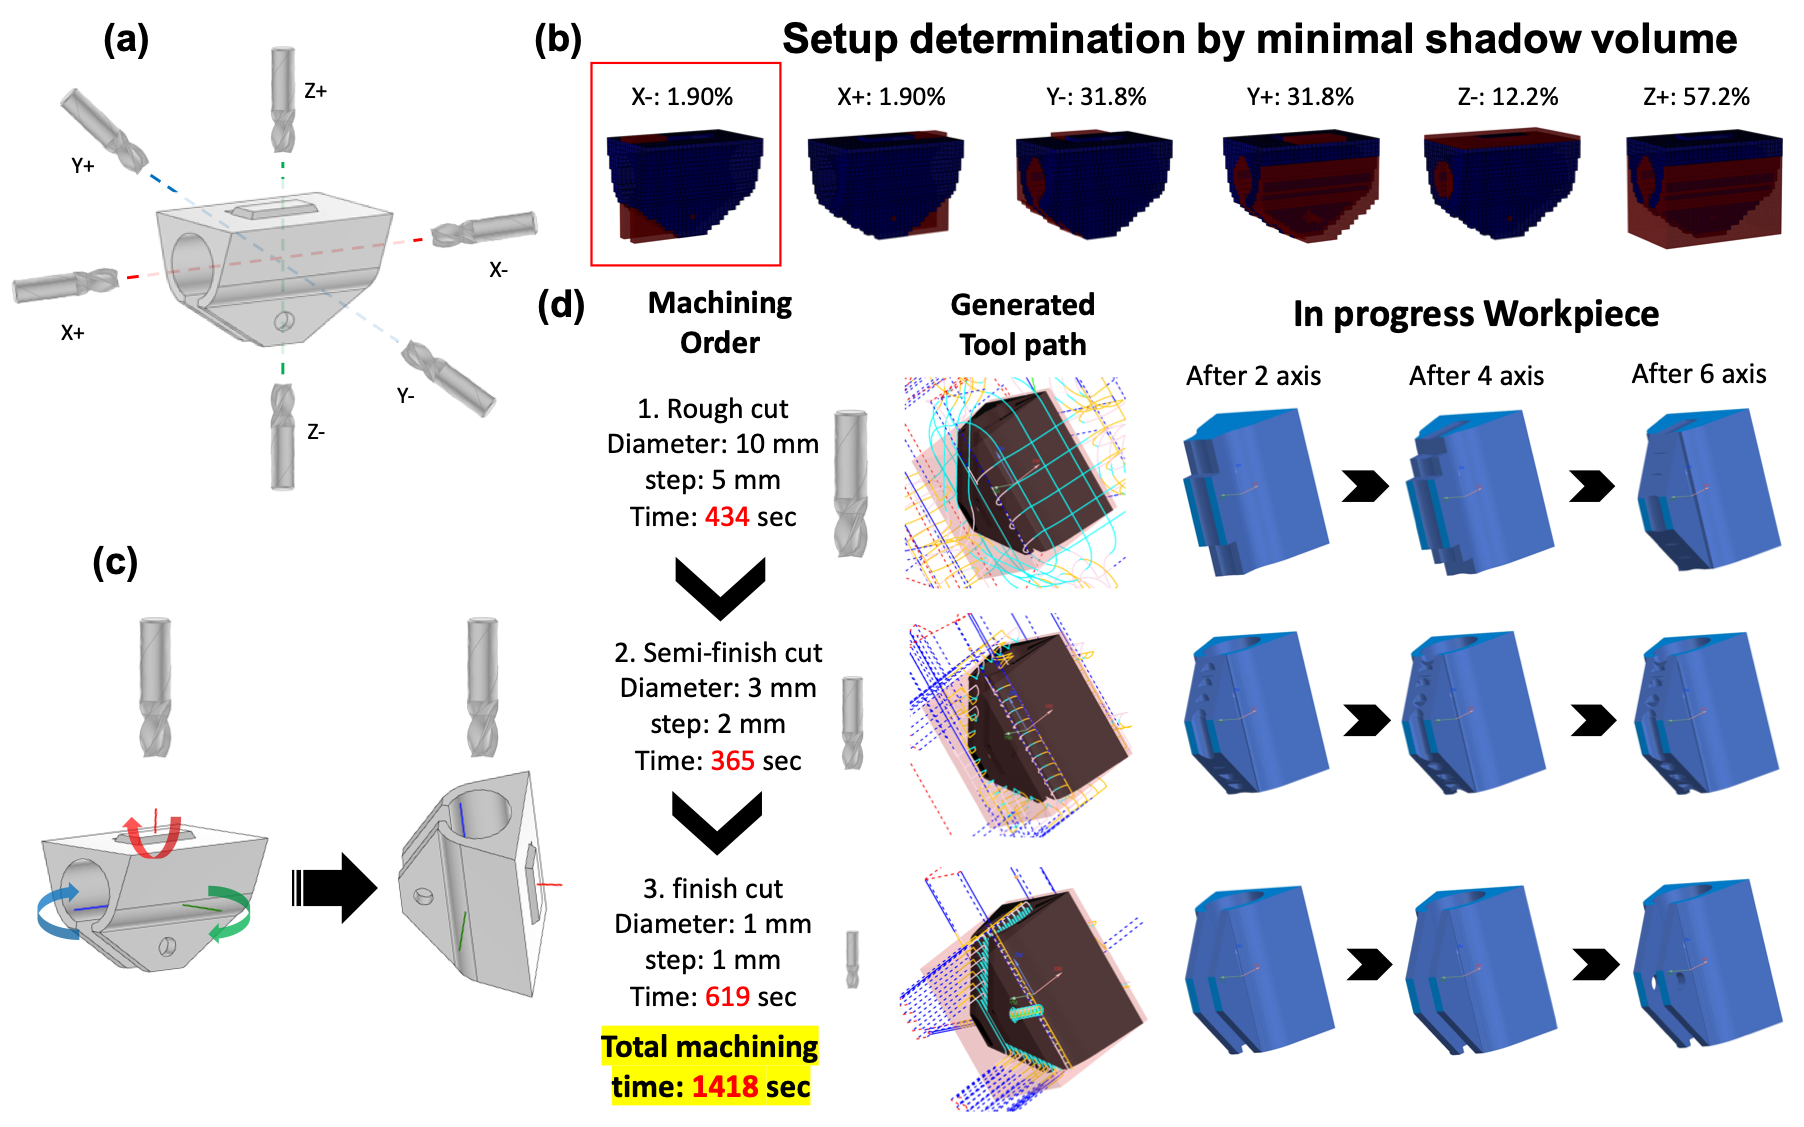 (a)
Z+
Y+
X-
X+
Y-
Z-
(b)
Setup determination by minimal shadow volume
X-: 1.90%
X+: 1.90%
Y-: 31.8%
Y+: 31.8%
Z-: 12.2%
Z+: 57.2%
(c)
(d)
Machining
Order
Generated
Tool path
In progress Workpiece
After 2 axis
After 4 axis
After 6 axis
1. Rough cut
Diameter: 10 mm
step: 5 mm
Time: 434 sec
2. Semi-finish cut
Diameter: 3 mm
step: 2 mm
Time: 365 sec
3. finish cut
Diameter: 1 mm
step: 1 mm
Time: 619 sec
Total machining
time: 1418 sec